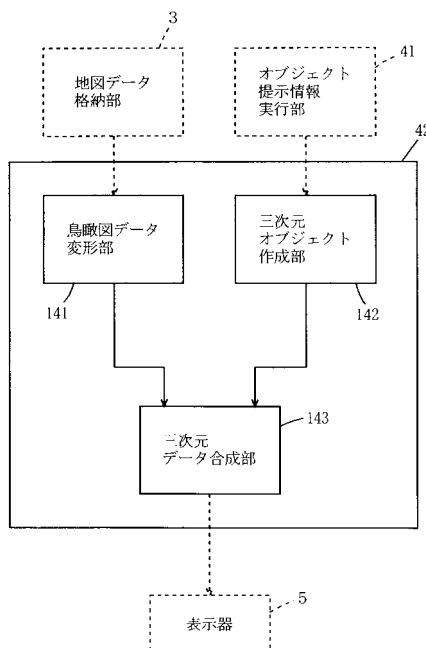 3
地図データ
格納部
41
オブジェクト
提示情報
実行部
42
鳥瞰図データ
変形部
141
三次元
オブジェクト
作成部
142
143
三次元
データ合成部
5
表示器